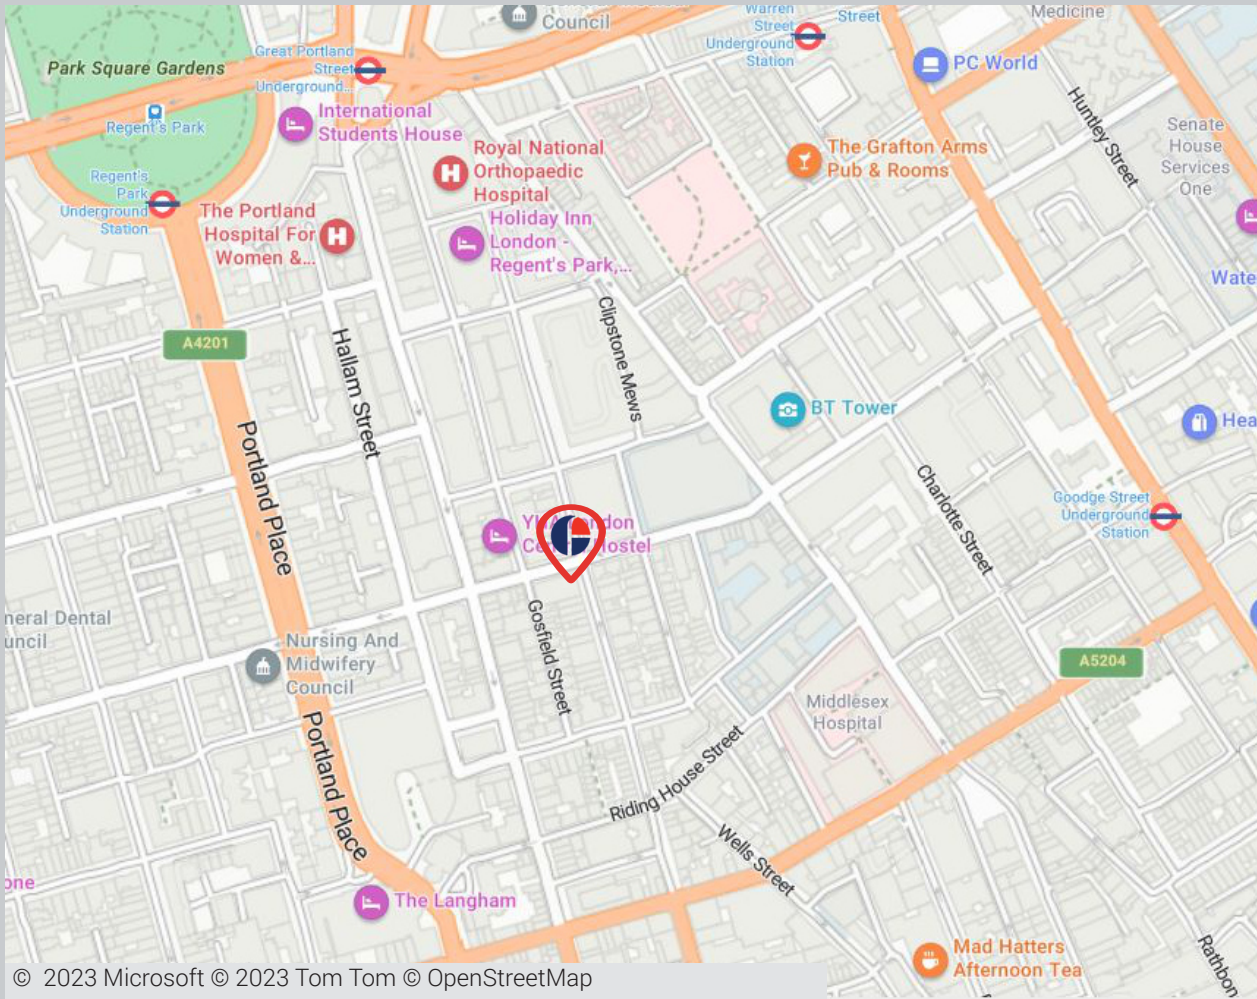 Council
Warren
Street
Underground
Station
Street
Medicine
Park Square Gardens
Great Portland
Street
Underground...
PC World
Regent's Park
International
Students House
Huntley Street
Senate
House
Services
One
Royal National
Orthopaedic
Hospital
The Grafton Arms
Pub & Rooms
Regent's
Park
Underground
Station
The Portland
Hospital For
Women &...
Holiday Inn
London -
Regent's Park,...
Wate
Clipstone Mews
A4201
Hallam Street
BT Tower
Hea
Portland Place
Charlotte Street
Goodge Street
Underground
Station
Hostel
Gosfield Street
neral Dental
uncil
Nursing And
Midwifery
Council
A5204
Middlesex
Hospital
Portland Place
Riding House Street
Wells Street
one
The Langham
Mad Hatters
Afternoon Tea
Rathbon
© 2023 Microsoft © 2023 Tom Tom © OpenStreetMap